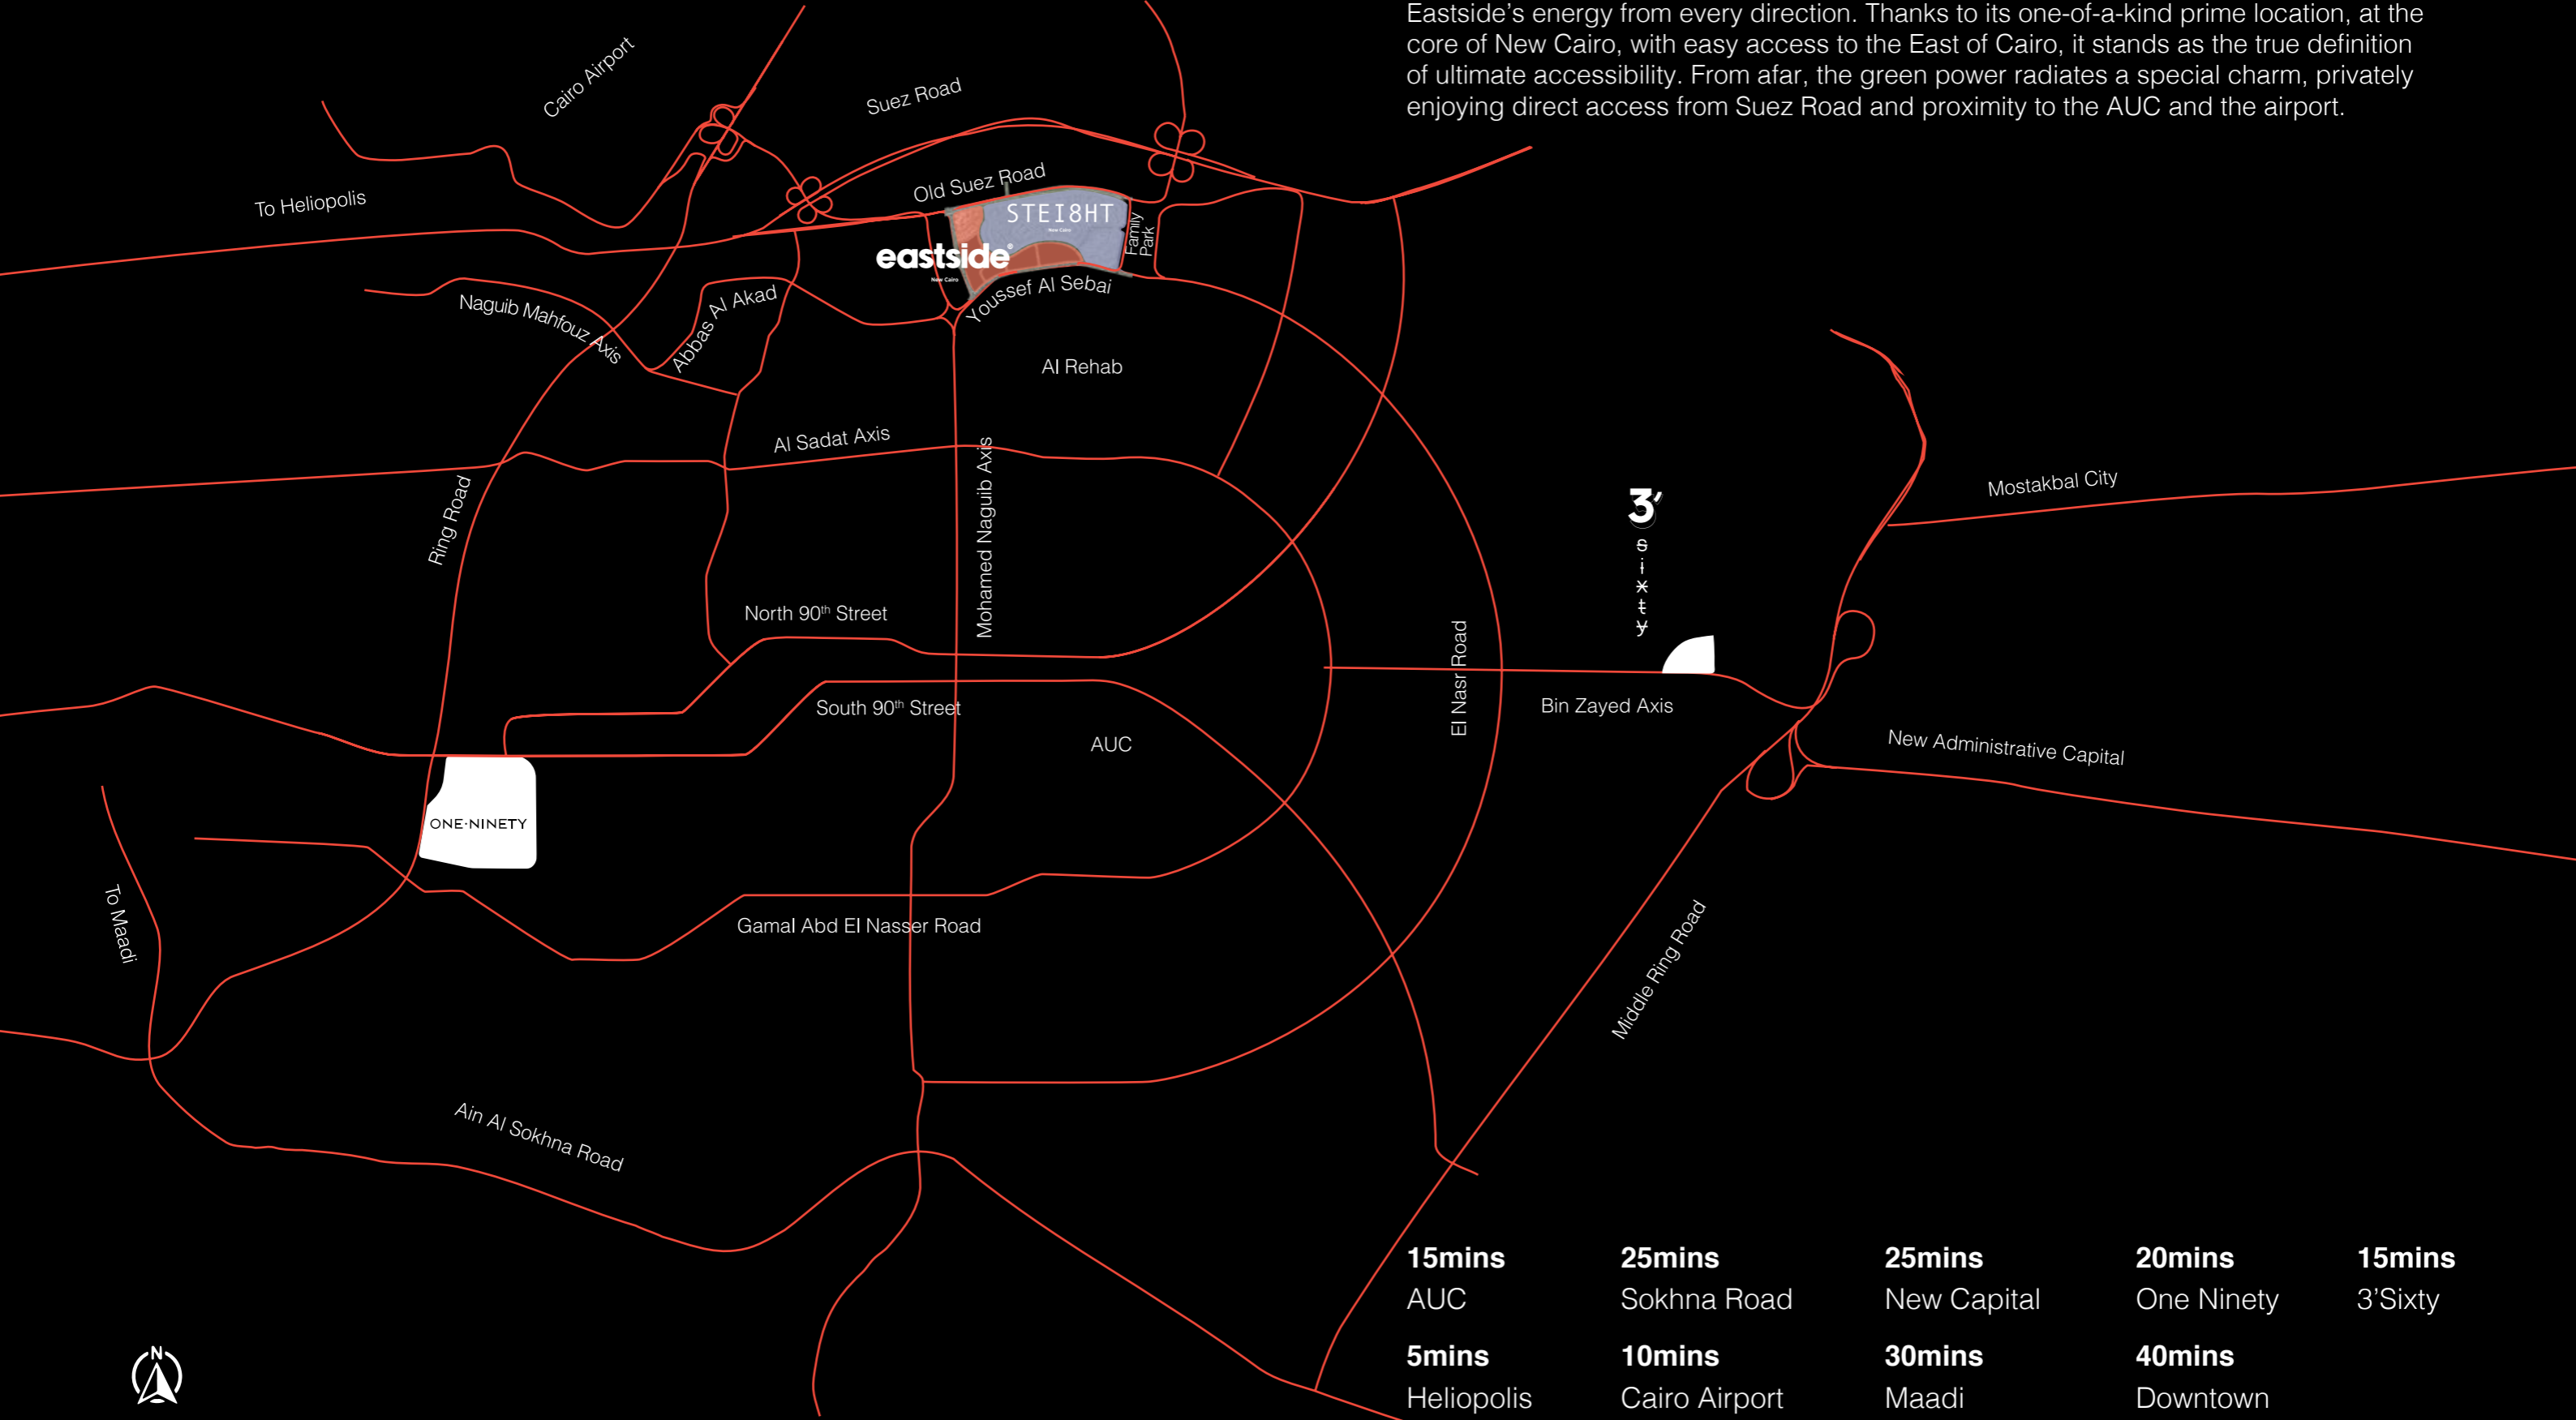 Eastside’s energy from every direction. Thanks to its one-of-a-kind prime location, at the
core of New Cairo, with easy access to the East of Cairo, it stands as the true definition
of ultimate accessibility. From afar, the green power radiates a special charm, privately
enjoying direct access from Suez Road and proximity to the AUC and the airport.
Cairo Airport
Suez Road
To Heliopolis
Old Suez Road
STEI8HT
New Cairo
Family
Park
eastside®
New Cairo
Youssef Al Sebai
Naguib Mahfouz Axis
Abbas Al Akad
Al Rehab
Al Sadat Axis
Mohamed Naguib Axis
Ring Road
3’
sixty
Mostakbal City
North 90th Street
South 90th Street
El Nasr Road
Bin Zayed Axis
AUC
New Administrative Capital
ONE·NINETY
To Maadi
Gamal Abd El Nasser Road
Middle Ring Road
Ain Al Sokhna Road
15mins
AUC
25mins
Sokhna Road
25mins
New Capital
20mins
One Ninety
15mins
3’Sixty
5mins
Heliopolis
10mins
Cairo Airport
30mins
Maadi
40mins
Downtown
N